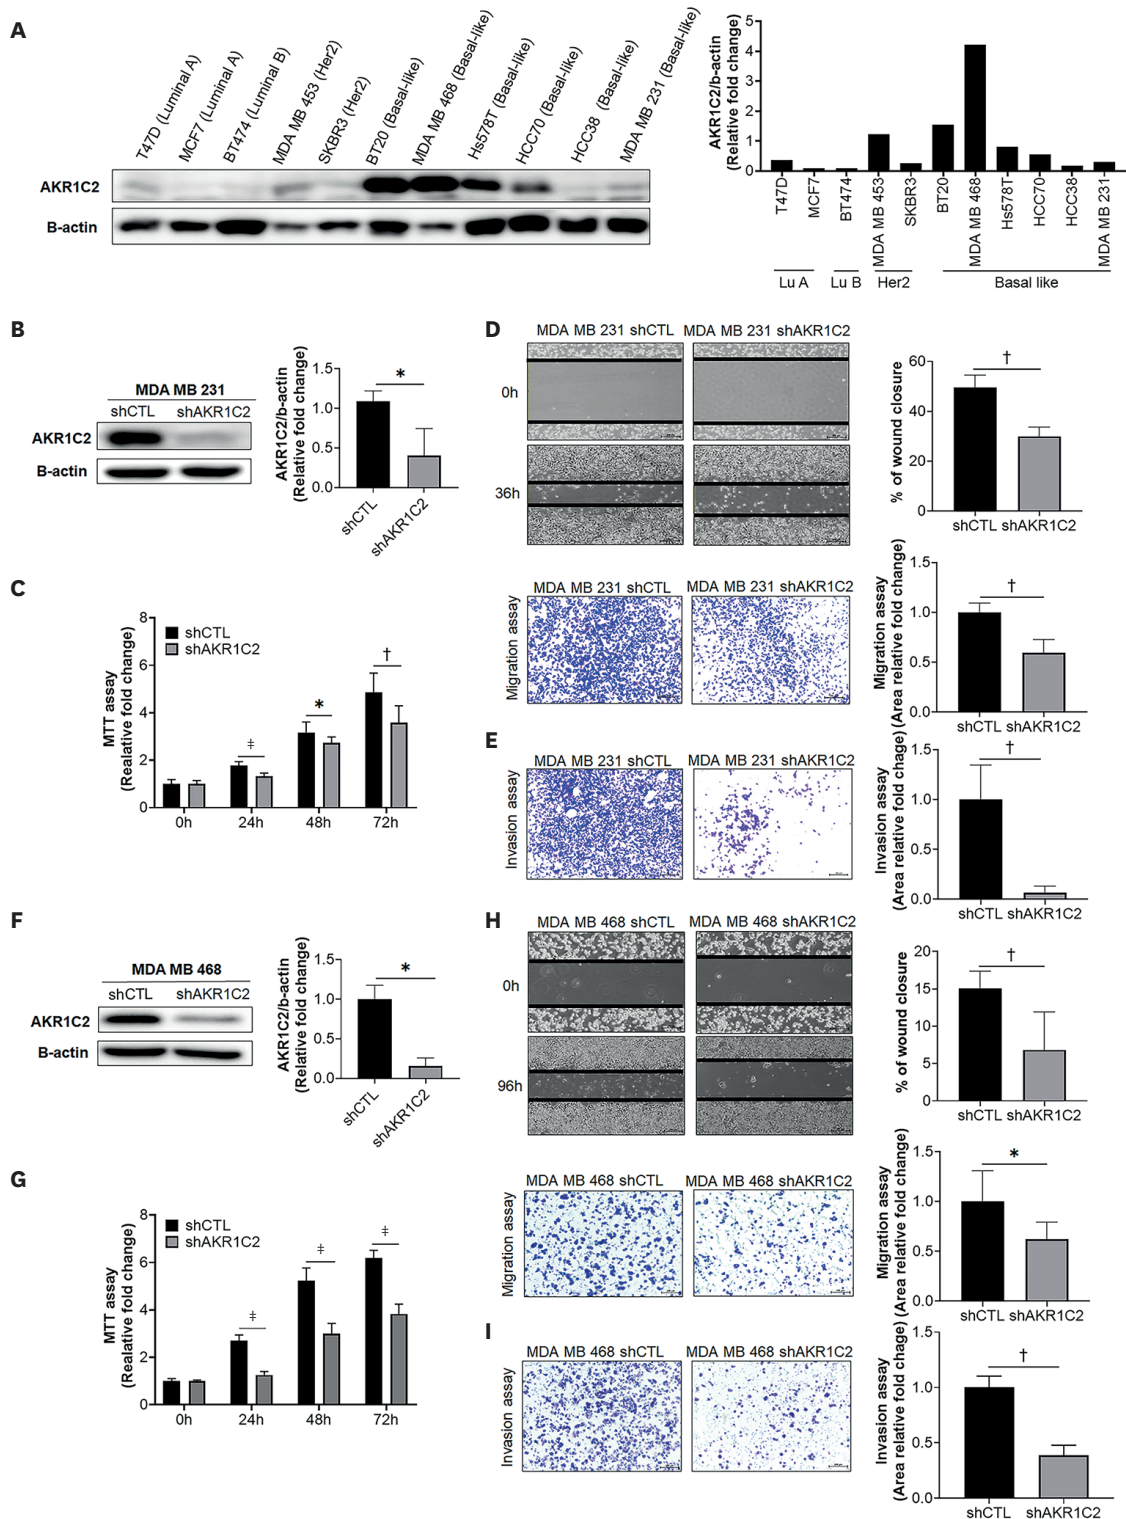 A
T47D (Luminal A)
MCF7 (Luminal A)
BT474 (Luminal B)
MDA MB 453 (Her2)
SKBR3 (Her2)
BT20 (Basal-like)
MDA MB 468 (Basal-like)
Hs578T (Basal-like)
HCC70 (Basal-like)
HCC38 (Basal-like)
MDA MB 231 (Basal-like)
AKR1C2
B-actin
AKR1C2/b-actin
(Relative fold change)
5
4
3
2
1
0
T47D
MCF7
BT474
MDA MB 453
SKBR3
BT20
MDA MB 468
Hs578T
HCC70
HCC38
MDA MB 231
Lu A
Lu B
Her2
Basal like
B
MDA MB 231
shCTL
shAKR1C2
AKR1C2
B-actin
AKR1C2/b-actin
(Relative fold change)
1.5
1.0
0.5
0.0
*
shCTL
shAKR1C2
C
MTT assay
(Realative fold change)
8
6
4
2
0
shCTL
shAKR1C2
‡
*
†
0h
24h
48h
72h
D
MDA MB 231 shCTL
MDA MB 231 shAKR1C2
0h
36h
% of wound closure
60
40
20
0
†
shCTL
shAKR1C2
MDA MB 231 shCTL
MDA MB 231 shAKR1C2
Migration assay
Migration assay
(Area relative fold change)
1.5
1.0
0.5
0.0
†
shCTL
shAKR1C2
E
MDA MB 231 shCTL
MDA MB 231 shAKR1C2
Invasion assay
Invasion assay
(Area relative fold chage)
1.5
1.0
0.5
0.0
†
shCTL
shAKR1C2
F
MDA MB 468
shCTL
shAKR1C2
AKR1C2
B-actin
AKR1C2/b-actin
(Relative fold change)
1.5
1.0
0.5
0.0
*
shCTL
shAKR1C2
G
MTT assay
(Realative fold change)
8
6
4
2
0
shCTL
shAKR1C2
‡
‡
‡
0h
24h
48h
72h
H
MDA MB 468 shCTL
MDA MB 468 shAKR1C2
0h
96h
% of wound closure
20
15
10
5
0
†
shCTL
shAKR1C2
MDA MB 468 shCTL
MDA MB 468 shAKR1C2
Migration assay
Migration assay
(Area relative fold change)
1.5
1.0
0.5
0.0
*
shCTL
shAKR1C2
I
MDA MB 468 shCTL
MDA MB 468 shAKR1C2
Invasion assay
Invasion assay
(Area relative fold chage)
1.5
1.0
0.5
0.0
†
shCTL
shAKR1C2